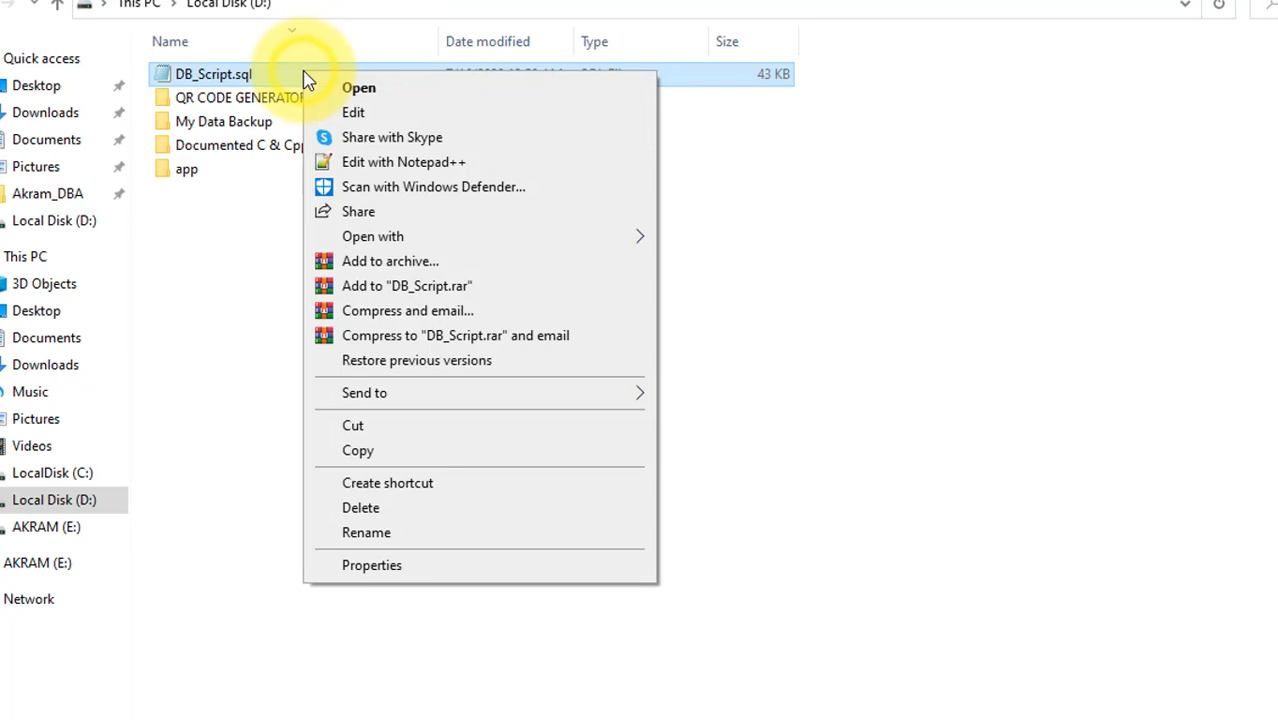 This PC > Local Disk (D:)
Name Date modified Type Size
Quick access
Desktop
Downloads
Documents
Pictures
Akram_DBA
Local Disk (D:)
This PC
3D Objects
Desktop
Documents
Downloads
Music
Pictures
Videos
LocalDisk (C:)
Local Disk (D:)
AKRAM (E:)
AKRAM (E:)
Network
DB_Script.sql 43 KB
QR CODE GENERATOR
My Data Backup
Documented C & Cpp
app
Open
Edit
Share with Skype
Edit with Notepad++
Scan with Windows Defender...
Share
Open with
Add to archive...
Add to "DB_Script.rar"
Compress and email...
Compress to "DB_Script.rar" and email
Restore previous versions
Send to
Cut
Copy
Create shortcut
Delete
Rename
Properties